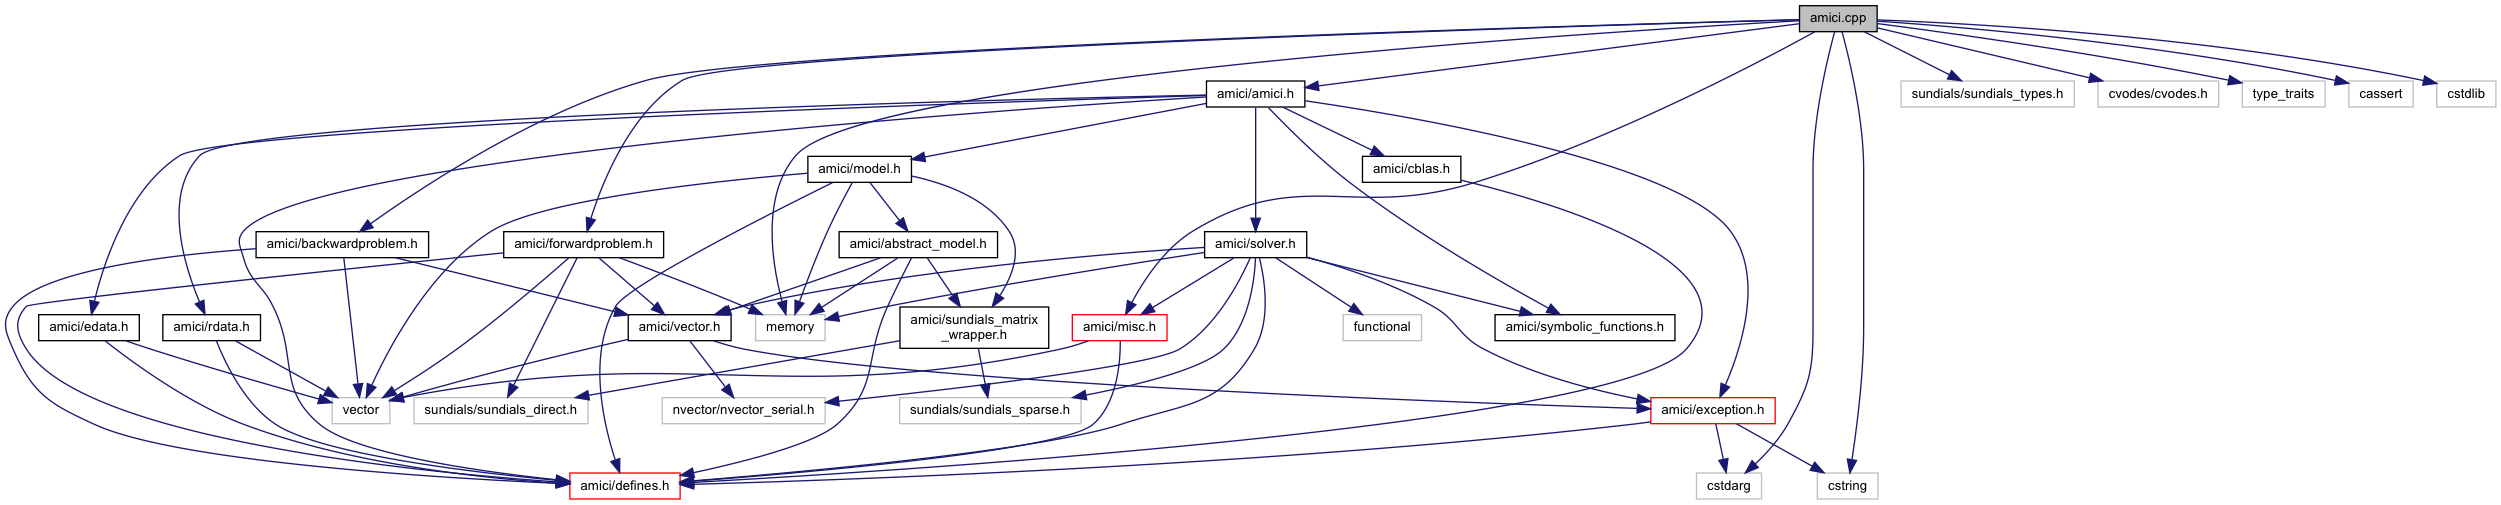 amici.cpp
amici/amici.h
sundials/sundials_types.h
cvodes/cvodes.h
type_traits
cassert
cstdlib
amici/model.h
amici/cblas.h
amici/backwardproblem.h
amici/forwardproblem.h
amici/abstract_model.h
amici/solver.h
amici/edata.h
amici/rdata.h
amici/vector.h
memory
amici/sundials_matrix
_wrapper.h
amici/misc.h
functional
amici/symbolic_functions.h
vector
sundials/sundials_direct.h
nvector/nvector_serial.h
sundials/sundials_sparse.h
amici/exception.h
amici/defines.h
cstdarg
cstring